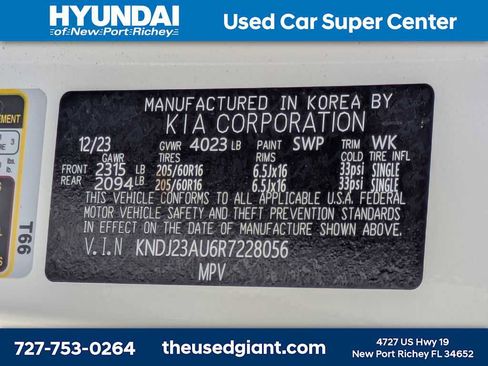 HYUNDAI
of New Port Richey
Used Car Super Center
MANUFACTURED IN KOREA BY
KIA CORPORATION
12/23 GVWR 4023 LB PAINT SWP TRIM WK
GAWR TIRES RIMS COLD TIRE INFL
FRONT 2315 LB 205/60R16 6.5Jx16 33psi SINGLE
REAR 2094 LB 205/60R16 6.5Jx16 33psi SINGLE
THIS VEHICLE CONFORMS TO ALL APPLICABLE U.S.A. FEDERAL
MOTOR VEHICLE SAFETY AND THEFT PREVENTION STANDARDS
IN EFFECT ON THE DATE OF MANUFACTURE SHOWN ABOVE
V.I.N KNDJ23AU6R7228056
MPV
T66
727-753-0264
theusedgiant.com
4727 US Hwy 19
New Port Richey FL 34652